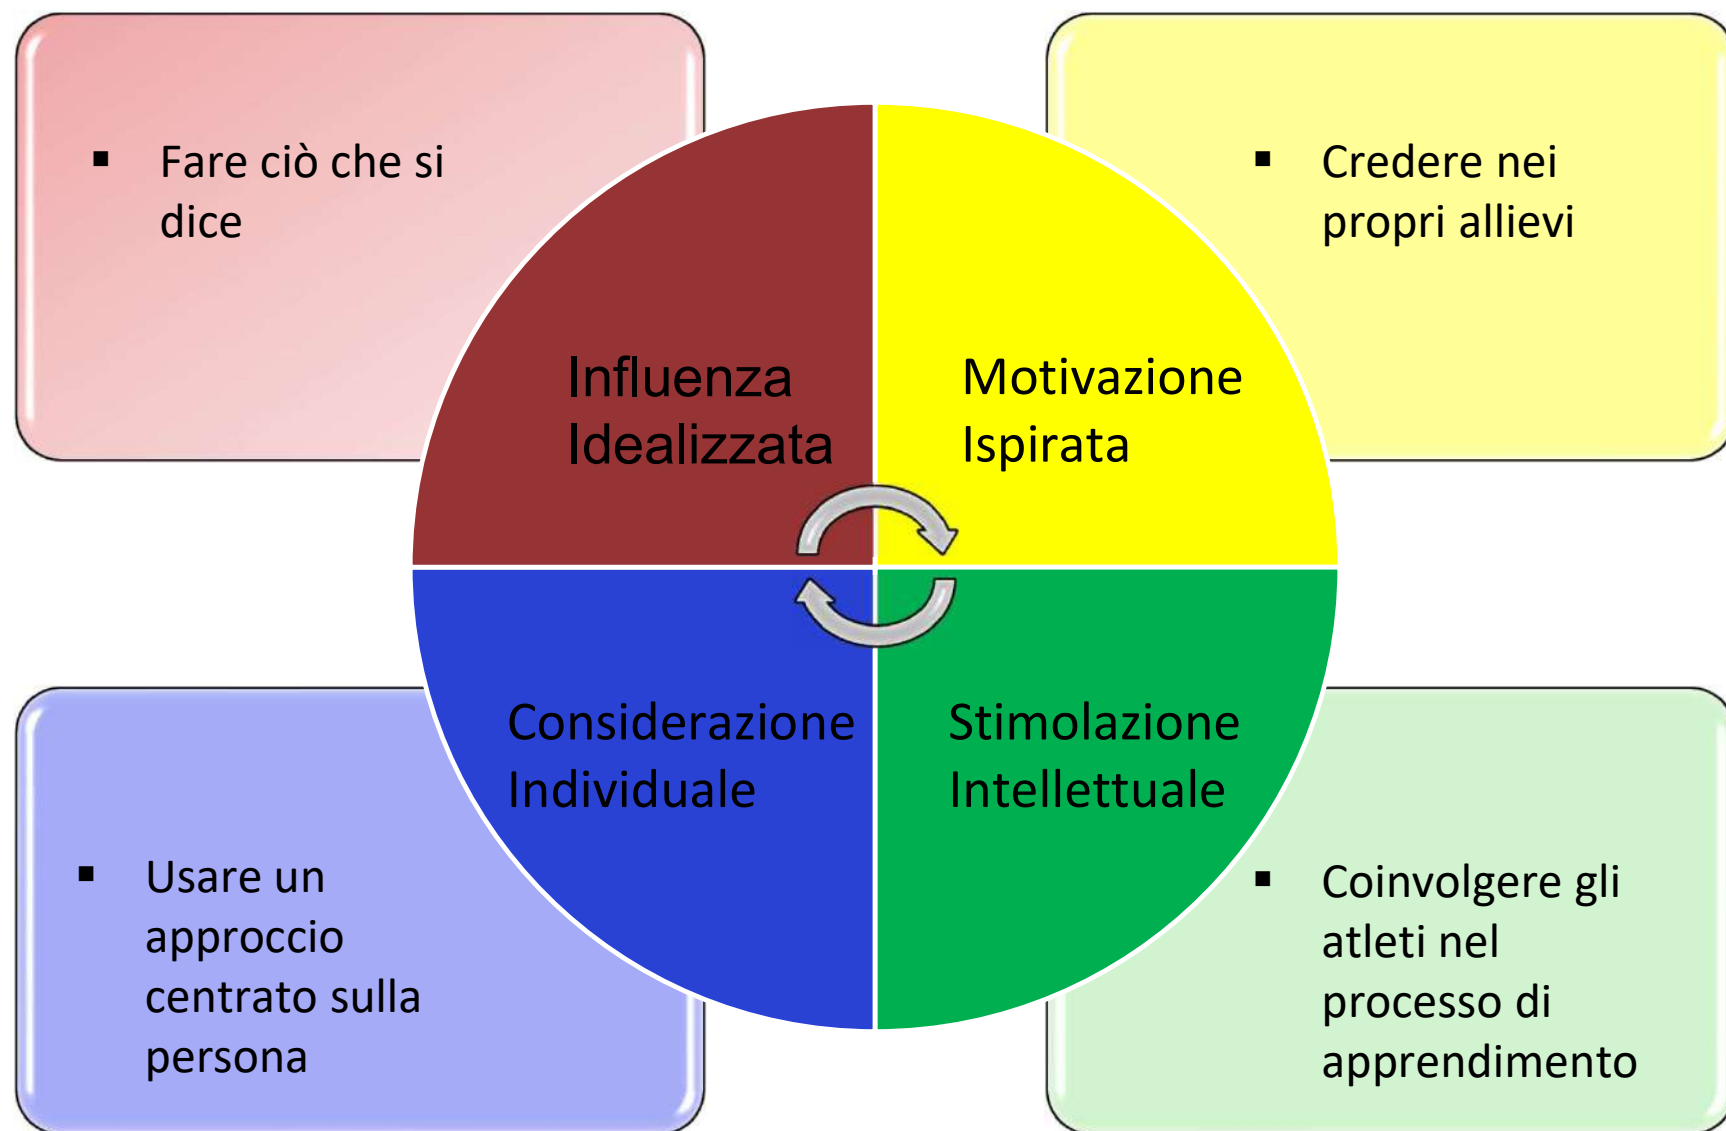 ▪ Fare ciò che si
dice
▪ Credere nei
propri allievi
Influenza
Idealizzata
Motivazione
Ispirata
Considerazione
Individuale
Stimolazione
Intellettuale
▪ Usare un
approccio
centrato sulla
persona
▪ Coinvolgere gli
atleti nel
processo di
apprendimento